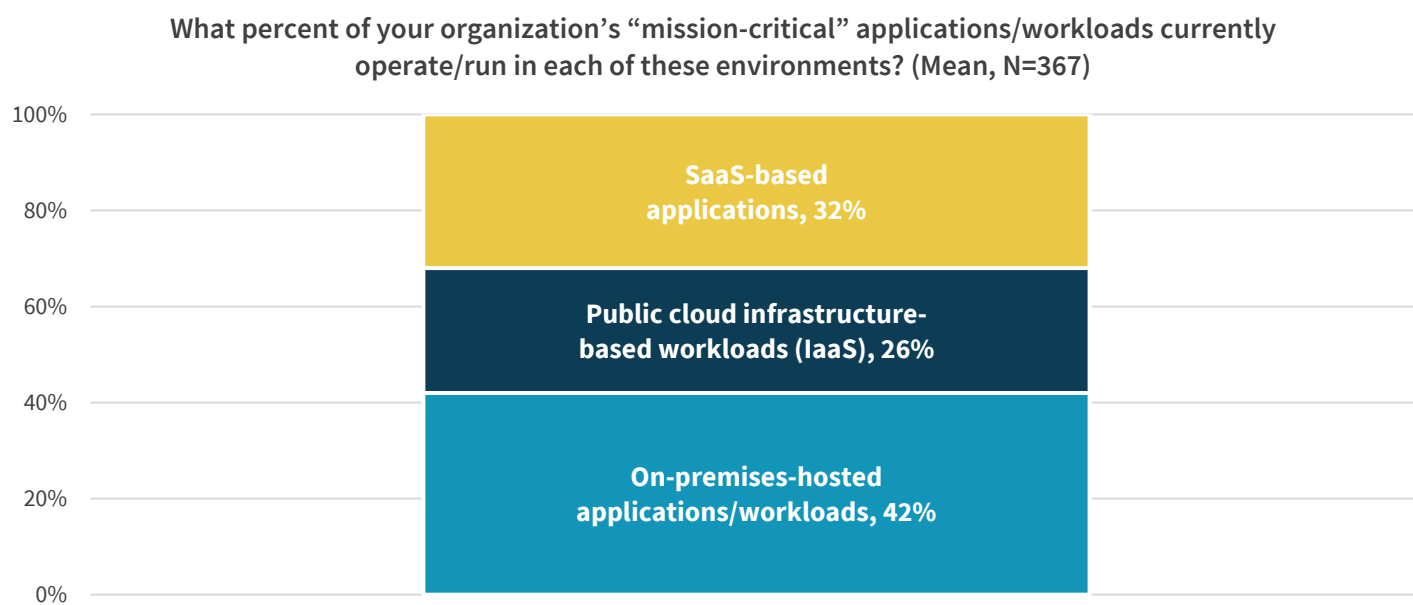 What percent of your organization’s “mission-critical” applications/workloads currently
operate/run in each of these environments? (Mean, N=367)
100%
80%
60%
40%
20%
0%
SaaS-based
applications, 32%
Public cloud infrastructure-
based workloads (IaaS), 26%
On-premises-hosted
applications/workloads, 42%